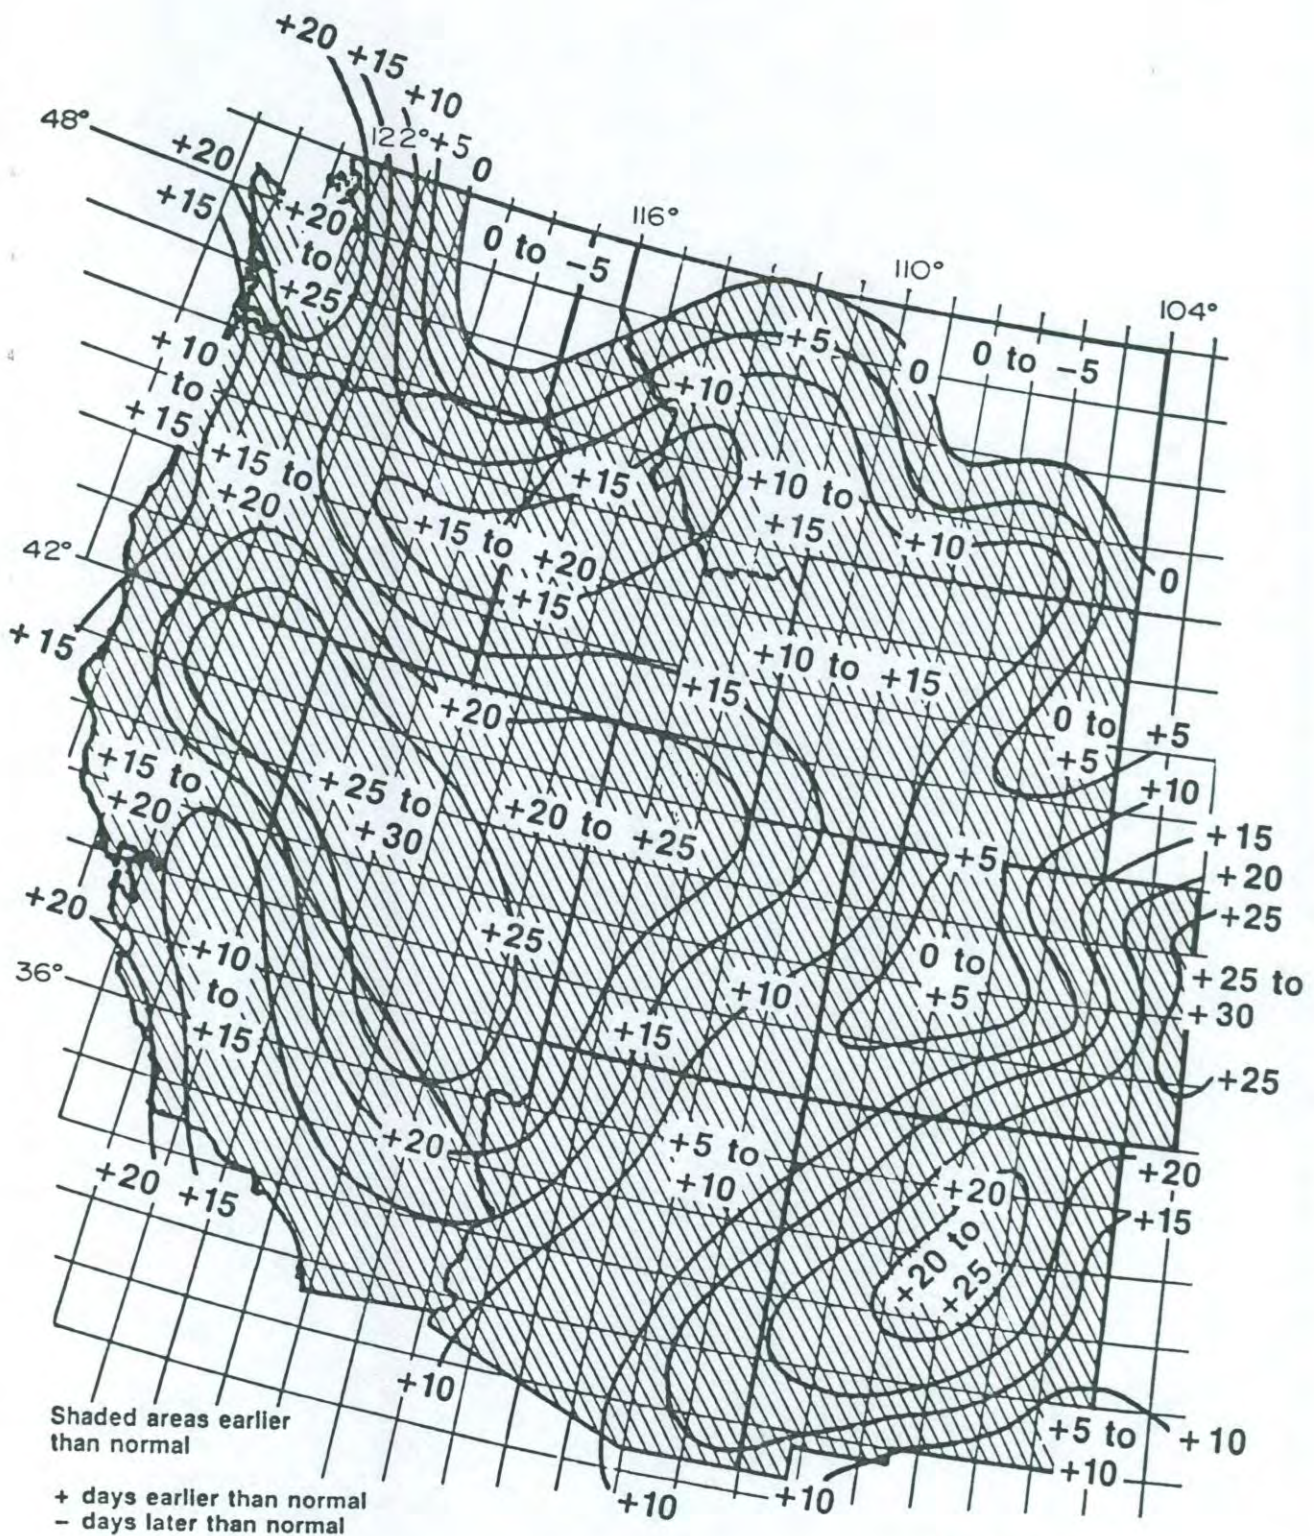 +20
+15
+10
122°
+5
0
48°
+20
+15
+20
to
+25
116°
0 to -5
110°
104°
+5
0
0 to -5
+10
to
+15
+10
+15 to
+20
+15
+10 to
+15
+10
+15 to +20
+15
42°
0
+15
+10 to +15
+15
+20
0 to
+5
+5
+10
+15 to
+20
+25 to
+30
+20 to +25
+5
+15
+20
+25
+20
+25
+10
to
+15
0 to
+5
+10
+25 to
+30
36°
+15
+25
+20
+5 to
+10
+20
+20
+15
+20 to
+25
+20
+15
+10
+5 to
+10
+10
+10
+10
Shaded areas earlier
than normal
+ days earlier than normal
− days later than normal